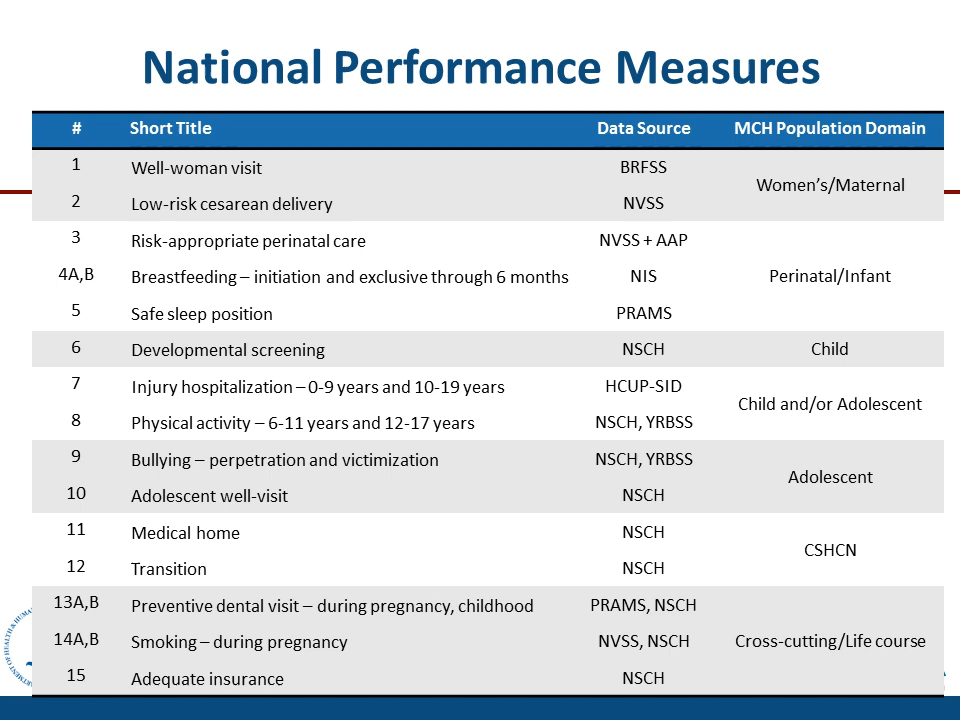 National Performance Measures
# Short Title Data Source MCH Population Domain
1 Well-woman visit BRFSS
Women’s/Maternal
2 Low-risk cesarean delivery NVSS
3 Risk-appropriate perinatal care NVSS + AAP
4A,B Breastfeeding – initiation and exclusive through 6 months NIS Perinatal/Infant
5 Safe sleep position PRAMS
6 Developmental screening NSCH Child
7 Injury hospitalization – 0-9 years and 10-19 years HCUP-SID
Child and/or Adolescent
8 Physical activity – 6-11 years and 12-17 years NSCH, YRBSS
9 Bullying – perpetration and victimization NSCH, YRBSS
Adolescent
10 Adolescent well-visit NSCH
11 Medical home NSCH
CSHCN
12 Transition NSCH
13A,B Preventive dental visit – during pregnancy, childhood PRAMS, NSCH
14A,B Smoking – during pregnancy NVSS, NSCH Cross-cutting/Life course
15 Adequate insurance NSCH
OF HEALTH & HUMA